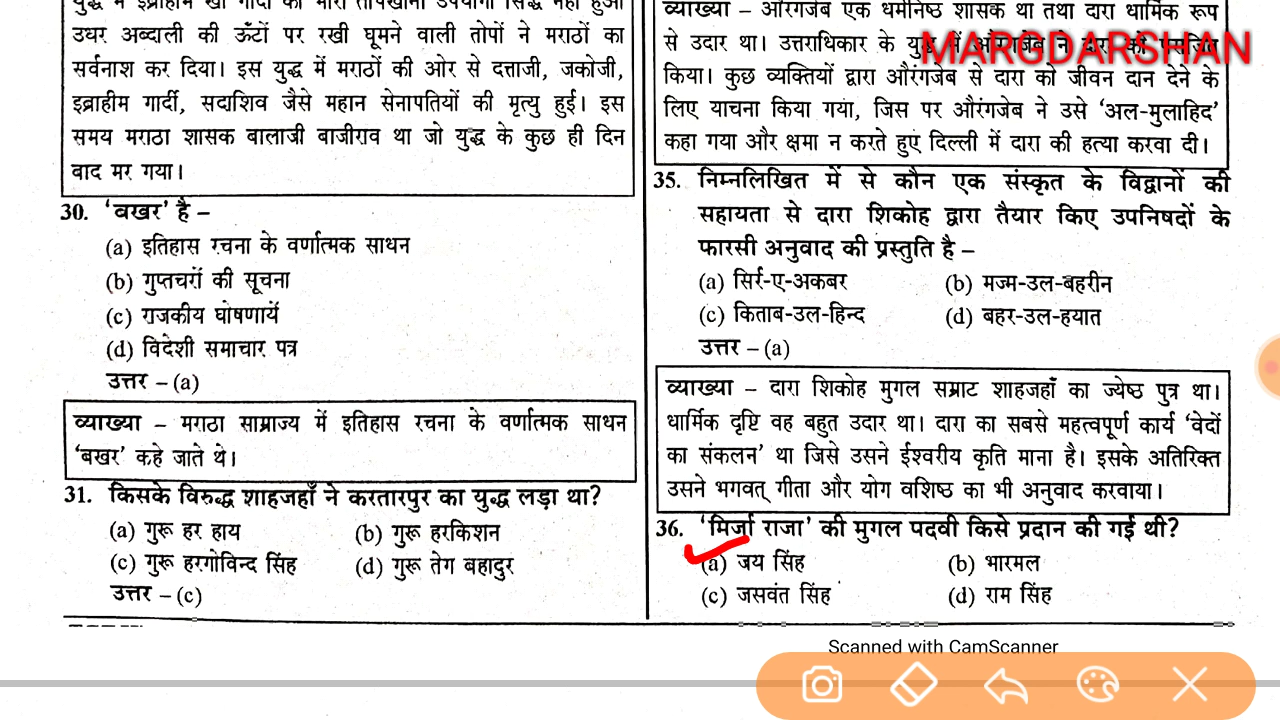 युद्ध में इब्राहीम खाँ गार्दी का भारी तोपखाना उपयोगी सिद्ध नहीं हुआ
उधर अब्दाली की ऊँटों पर रखी घूमने वाली तोपों ने मराठों का
सर्वनाश कर दिया। इस युद्ध में मराठों की ओर से दत्ताजी, जकोजी,
इब्राहीम गार्दी, सदाशिव जैसे महान सेनापतियों की मृत्यु हुई। इस
समय मराठा शासक बालाजी बाजीराव था जो युद्ध के कुछ ही दिन
वाद मर गया।
30. 'बखर' है –
(a) इतिहास रचना के वर्णात्मक साधन
(b) गुप्तचरों की सूचना
(c) राजकीय घोषणायें
(d) विदेशी समाचार पत्र
उत्तर – (a)
व्याख्या – मराठा साम्राज्य में इतिहास रचना के वर्णात्मक साधन
'बखर' कहे जाते थे।
31. किसके विरुद्ध शाहजहाँ ने करतारपुर का युद्ध लड़ा था?
(a) गुरू हर हाय
(b) गुरू हरकिशन
(c) गुरू हरगोविन्द सिंह
(d) गुरू तेग बहादुर
उत्तर – (c)
व्याख्या – औरंगजेब एक धर्मनिष्ठ शासक था तथा दारा धार्मिक रूप
से उदार था। उत्तराधिकार के युद्ध में औरंगजेब ने दारा को पराजित
MARGDARSHAN
किया। कुछ व्यक्तियों द्वारा औरंगजेब से दारा को जीवन दान देने के
लिए याचना किया गया, जिस पर औरंगजेब ने उसे 'अल-मुलाहिद'
कहा गया और क्षमा न करते हुए दिल्ली में दारा की हत्या करवा दी।
35. निम्नलिखित में से कौन एक संस्कृत के विद्वानों की
सहायता से दारा शिकोह द्वारा तैयार किए उपनिषदों के
फारसी अनुवाद की प्रस्तुति है –
(a) सिर्र-ए-अकबर
(b) मज्म-उल-बहरीन
(c) किताब-उल-हिन्द
(d) बहर-उल-हयात
उत्तर – (a)
व्याख्या – दारा शिकोह मुगल सम्राट शाहजहाँ का ज्येष्ठ पुत्र था।
धार्मिक दृष्टि वह बहुत उदार था। दारा का सबसे महत्वपूर्ण कार्य 'वेदों
का संकलन' था जिसे उसने ईश्वरीय कृति माना है। इसके अतिरिक्त
उसने भगवत् गीता और योग वशिष्ठ का भी अनुवाद करवाया।
36. 'मिर्जा राजा' की मुगल पदवी किसे प्रदान की गई थी?
(a) जय सिंह
(b) भारमल
(c) जसवंत सिंह
(d) राम सिंह
Scanned with CamScanner